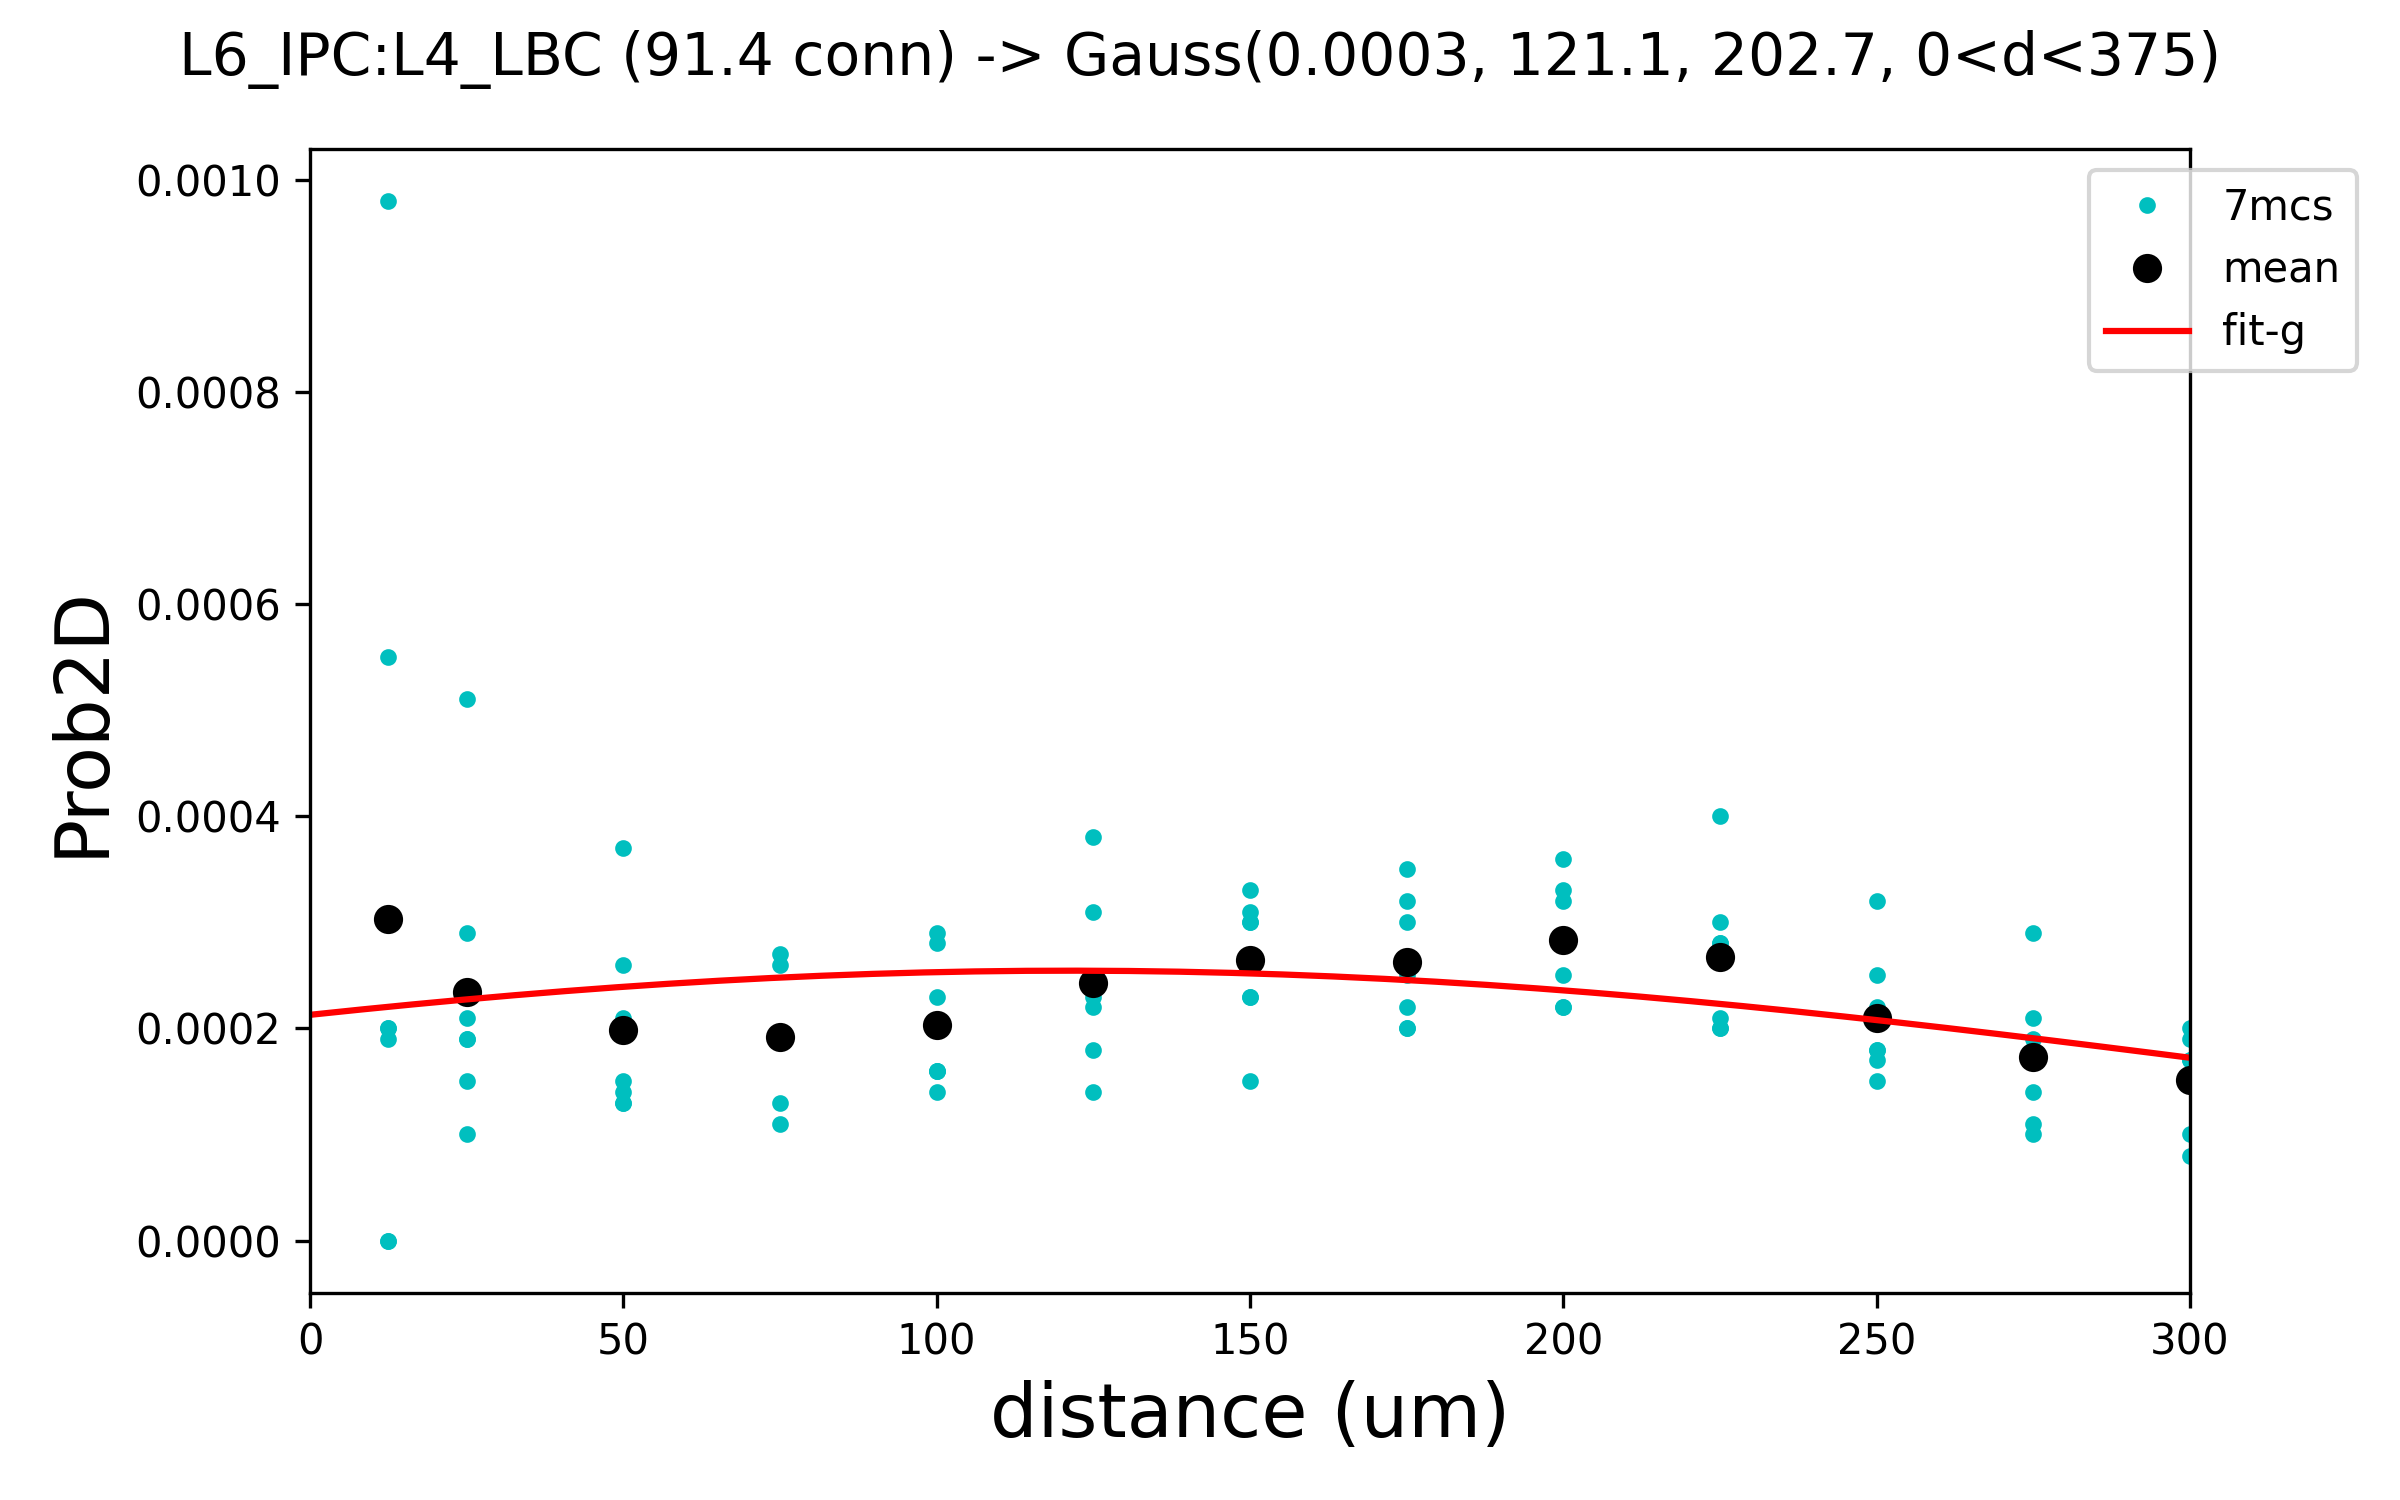 L6_IPC:L4_LBC (91.4 conn) -> Gauss(0.0003, 121.1, 202.7, 0<d<375)
0.0010
0.0008
0.0006
0.0004
0.0002
0.0000
Prob2D
7mcs
mean
fit-g
0 50 100 150 200 250 300
distance (um)